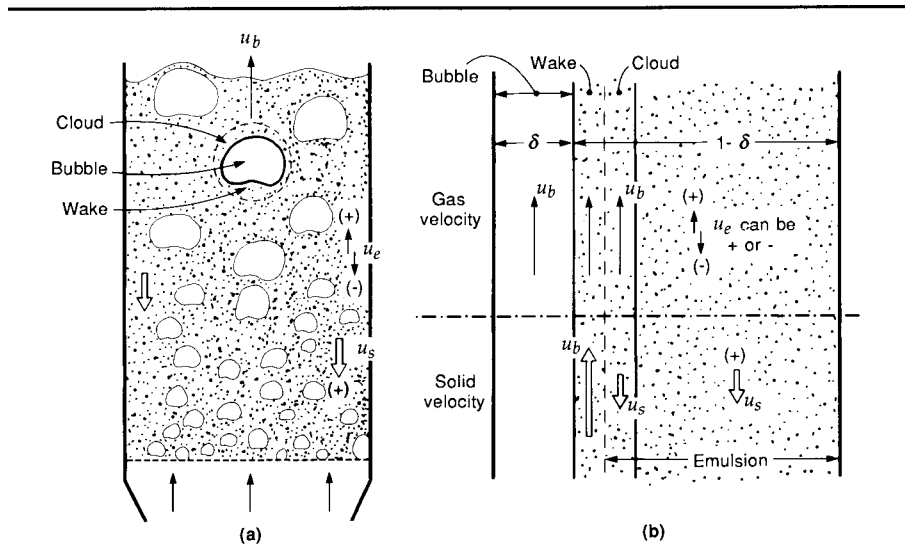 u_b
Cloud
Bubble
Wake
(+)
u_e
(-)
u_s
(+)
(a)
Bubble
Wake
Cloud
δ
1- δ
Gas
velocity
u_b
u_b
(+)
u_e can be
+ or -
(-)
Solid
velocity
u_b
u_s
(+)
u_s
Emulsion
(b)